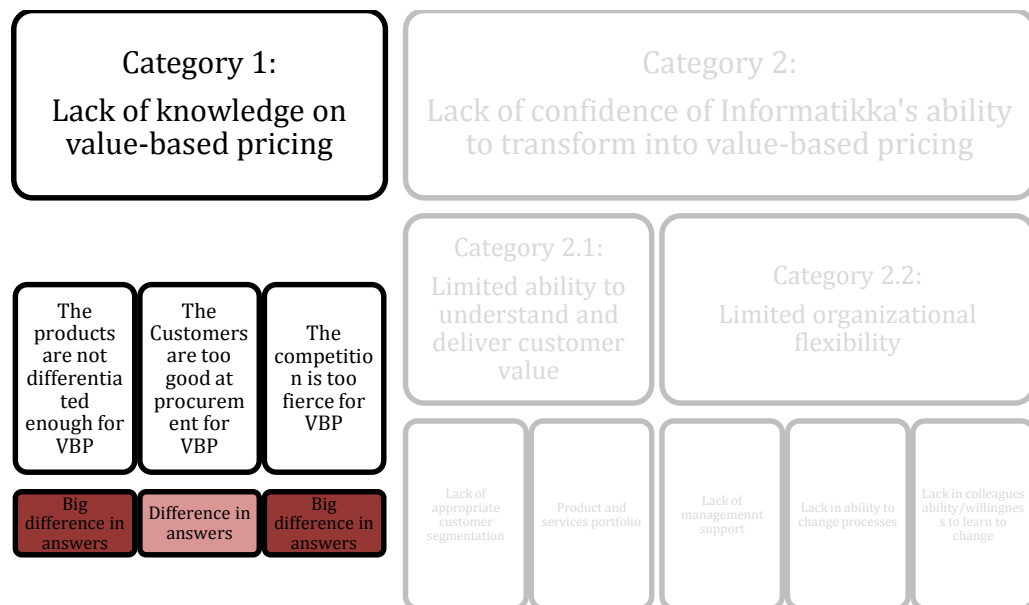 Category 1:
Lack of knowledge on
value-based pricing
Category 2:
Lack of confidence of Informatikka's ability
to transform into value-based pricing
Category 2.1:
Limited ability to
understand and
deliver customer
value
Category 2.2:
Limited organizational
flexibility
The
products
are not
differentia
ted
enough for
VBP
The
Customers
are too
good at
procurem
ent for
VBP
The
competitio
n is too
fierce for
VBP
Big
difference in
answers
Difference in
answers
Big
difference in
answers
Lack of
appropriate
customer
segmentation
Product and
services portfolio
Lack of
managemennt
support
Lack in ability to
change processes
Lack in colleagues
ability/willingnes
s to learn to
change